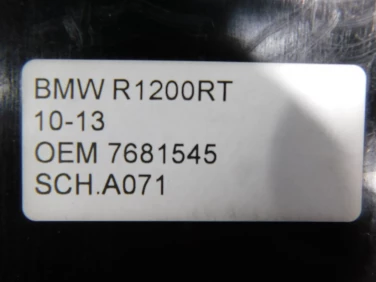 BMW R1200RT
10-13
OEM 7681545
SCH.A071